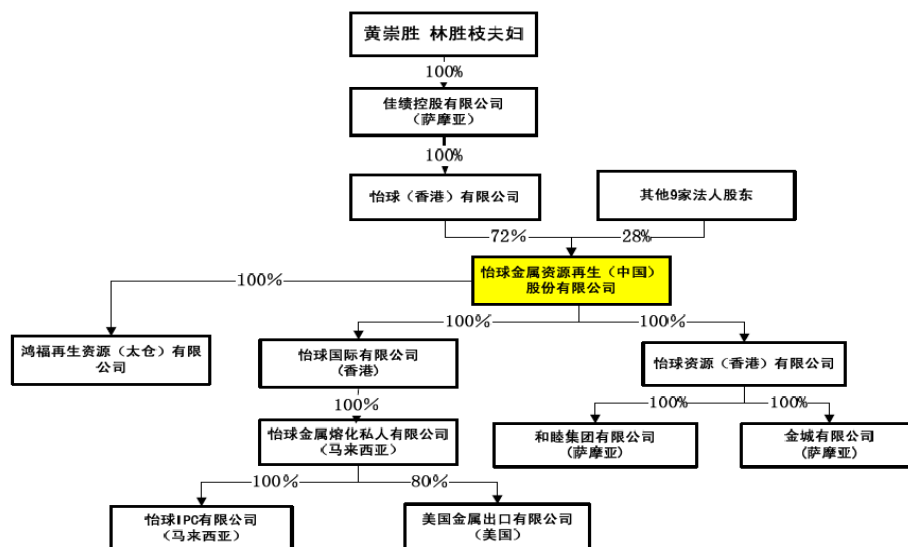 黄崇胜 林胜枝夫妇
100%
佳绩控股有限公司
（萨摩亚）
100%
怡球（香港）有限公司
其他9家法人股东
72%
28%
怡球金属资源再生（中国）
股份有限公司
100%
100%
100%
鸿福再生资源（太仓）有限
公司
怡球国际有限公司
(香港)
怡球资源（香港）有限公司
100%
100%
100%
怡球金属熔化私人有限公司
（马来西亚）
和睦集团有限公司
(萨摩亚)
金城有限公司
（萨摩亚）
100%
80%
怡球IPC有限公司
（马来西亚）
美国金属出口有限公司
（美国）